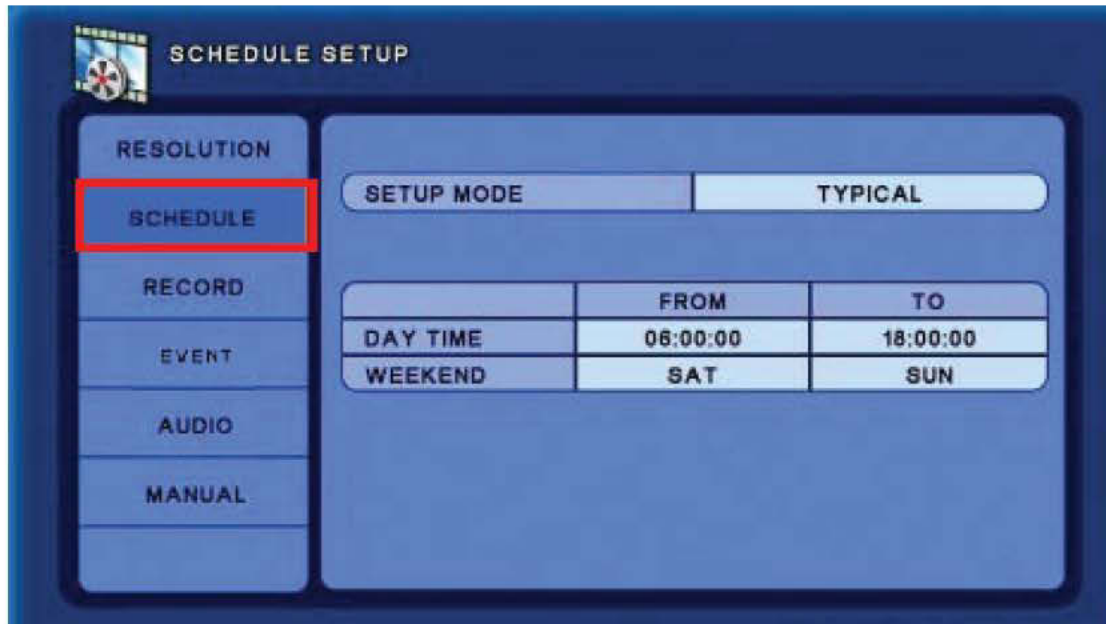 SCHEDULE SETUP
RESOLUTION
SCHEDULE
RECORD
EVENT
AUDIO
MANUAL
SETUP MODE TYPICAL
FROM TO
DAY TIME 06:00:00 18:00:00
WEEKEND SAT SUN